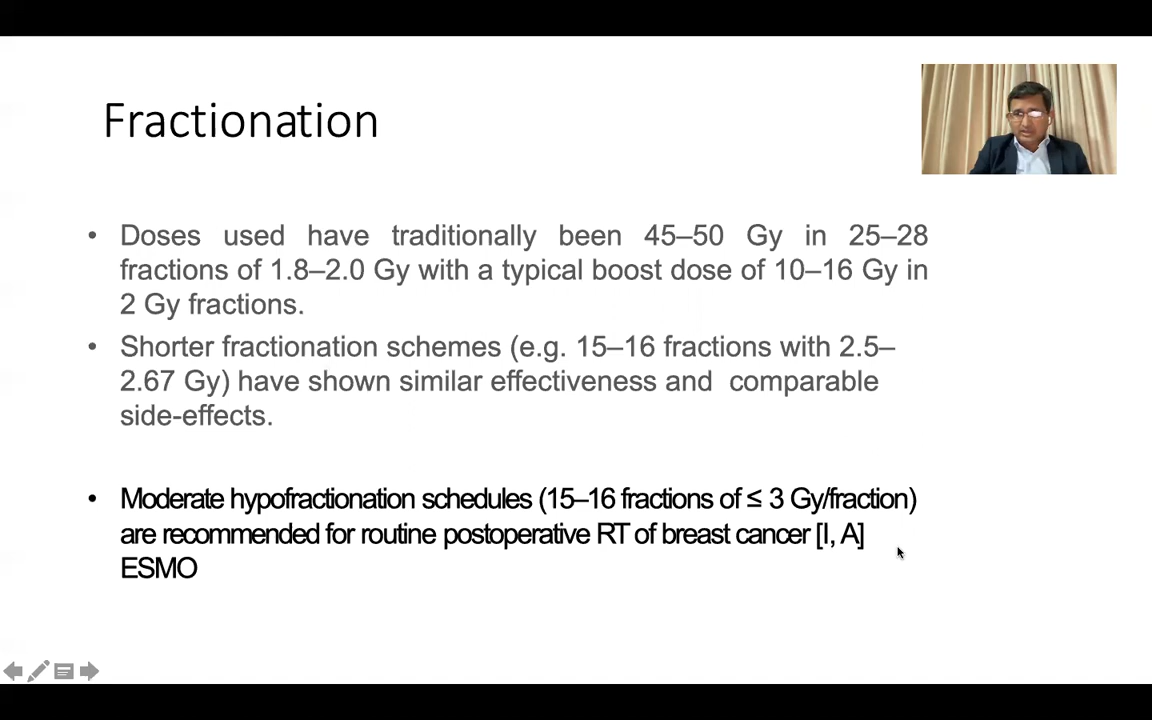 Fractionation
• Doses used have traditionally been 45–50 Gy in 25–28
fractions of 1.8–2.0 Gy with a typical boost dose of 10–16 Gy in
2 Gy fractions.
• Shorter fractionation schemes (e.g. 15–16 fractions with 2.5–
2.67 Gy) have shown similar effectiveness and comparable
side-effects.
• Moderate hypofractionation schedules (15–16 fractions of ≤ 3 Gy/fraction)
are recommended for routine postoperative RT of breast cancer [I, A]
ESMO